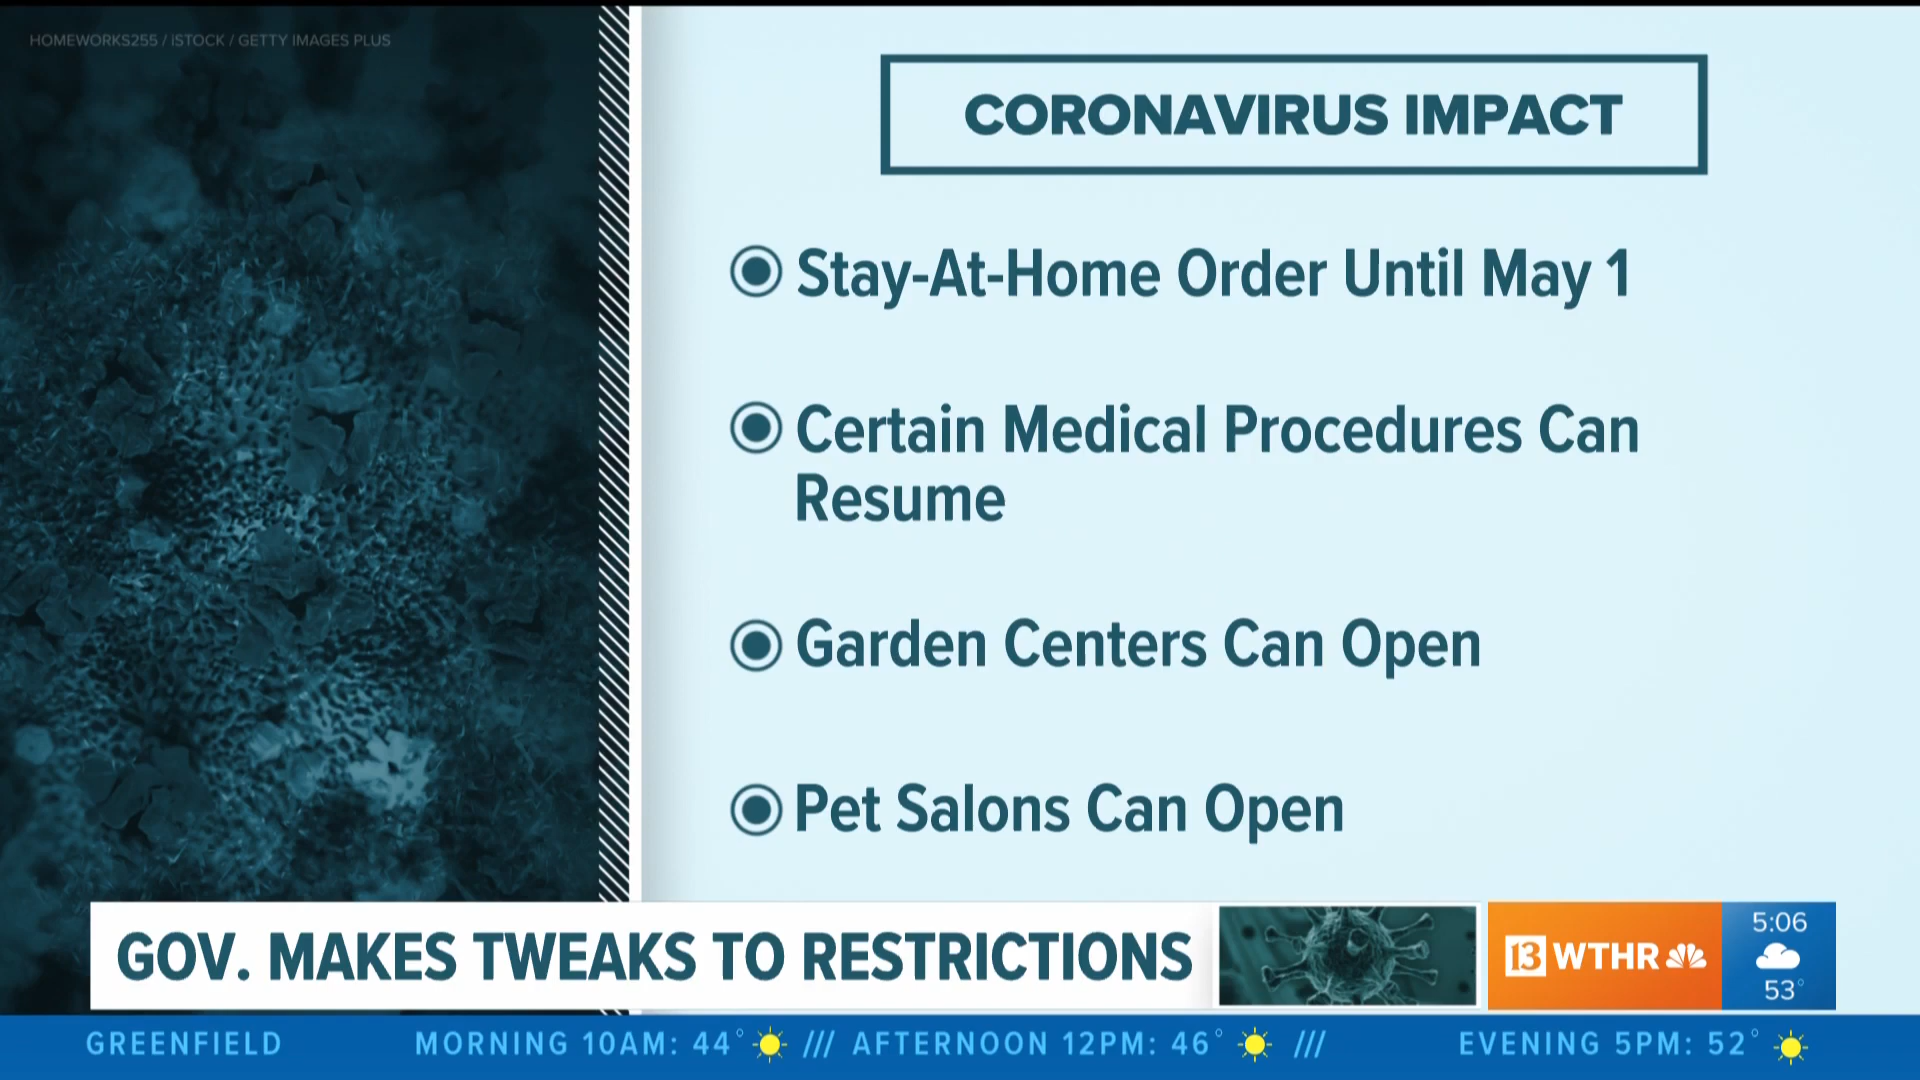 HOMEWORKS255 / iSTOCK / GETTY IMAGES PLUS
CORONAVIRUS IMPACT
Stay-At-Home Order Until May 1
Certain Medical Procedures Can
Resume
Garden Centers Can Open
Pet Salons Can Open
GOV. MAKES TWEAKS TO RESTRICTIONS
13 WTHR
5:06
53°
GREENFIELD MORNING 10AM: 44° /// AFTERNOON 12PM: 46° /// EVENING 5PM: 52°